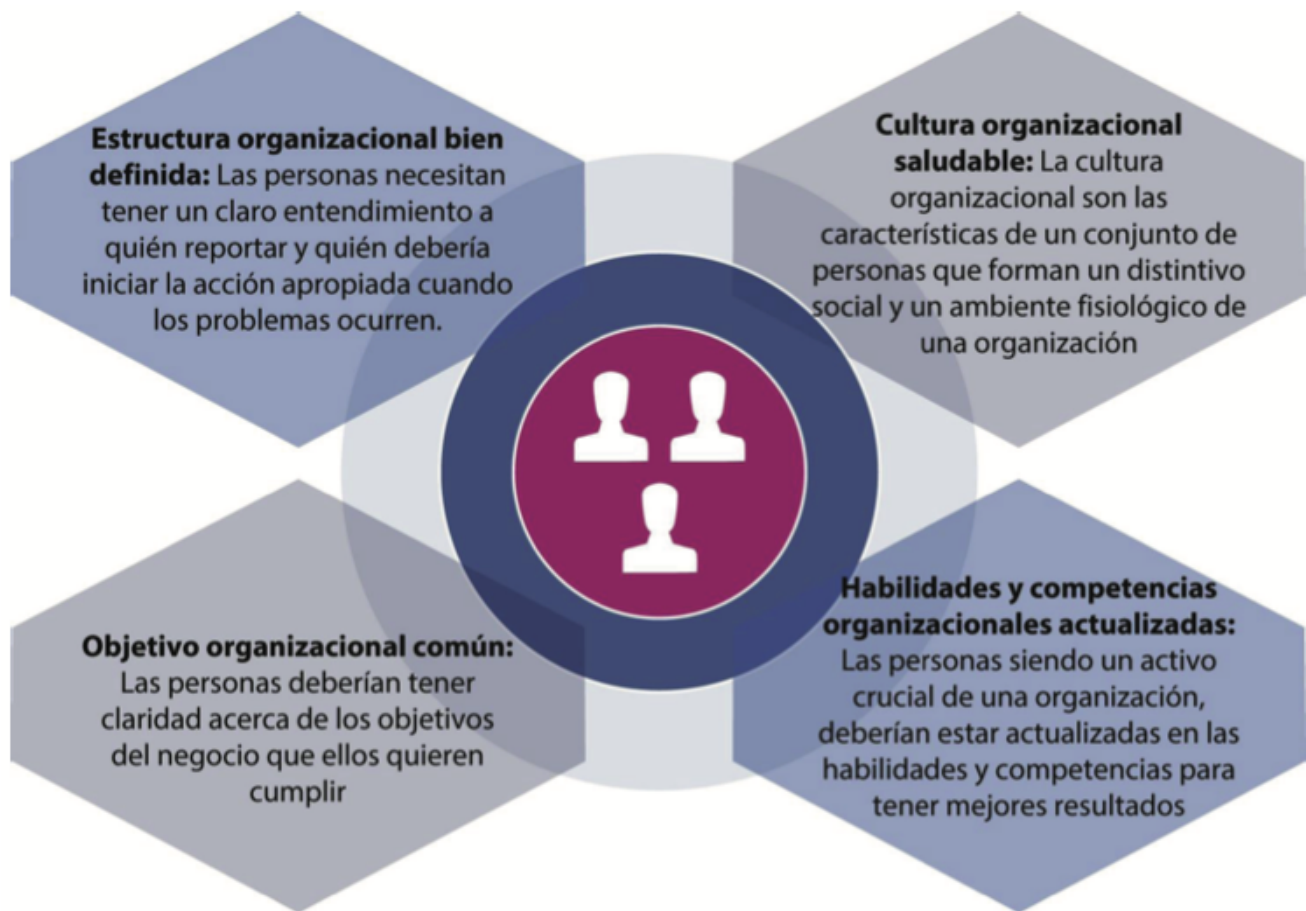 Estructura organizacional bien
definida: Las personas necesitan
tener un claro entendimiento a
quién reportar y quién debería
iniciar la acción apropiada cuando
los problemas ocurren.
Cultura organizacional
saludable: La cultura
organizacional son las
características de un conjunto de
personas que forman un distintivo
social y un ambiente fisiológico de
una organización
Objetivo organizacional común:
Las personas deberían tener
claridad acerca de los objetivos
del negocio que ellos quieren
cumplir
Habilidades y competencias
organizacionales actualizadas:
Las personas siendo un activo
crucial de una organización,
deberían estar actualizadas en las
habilidades y competencias para
tener mejores resultados